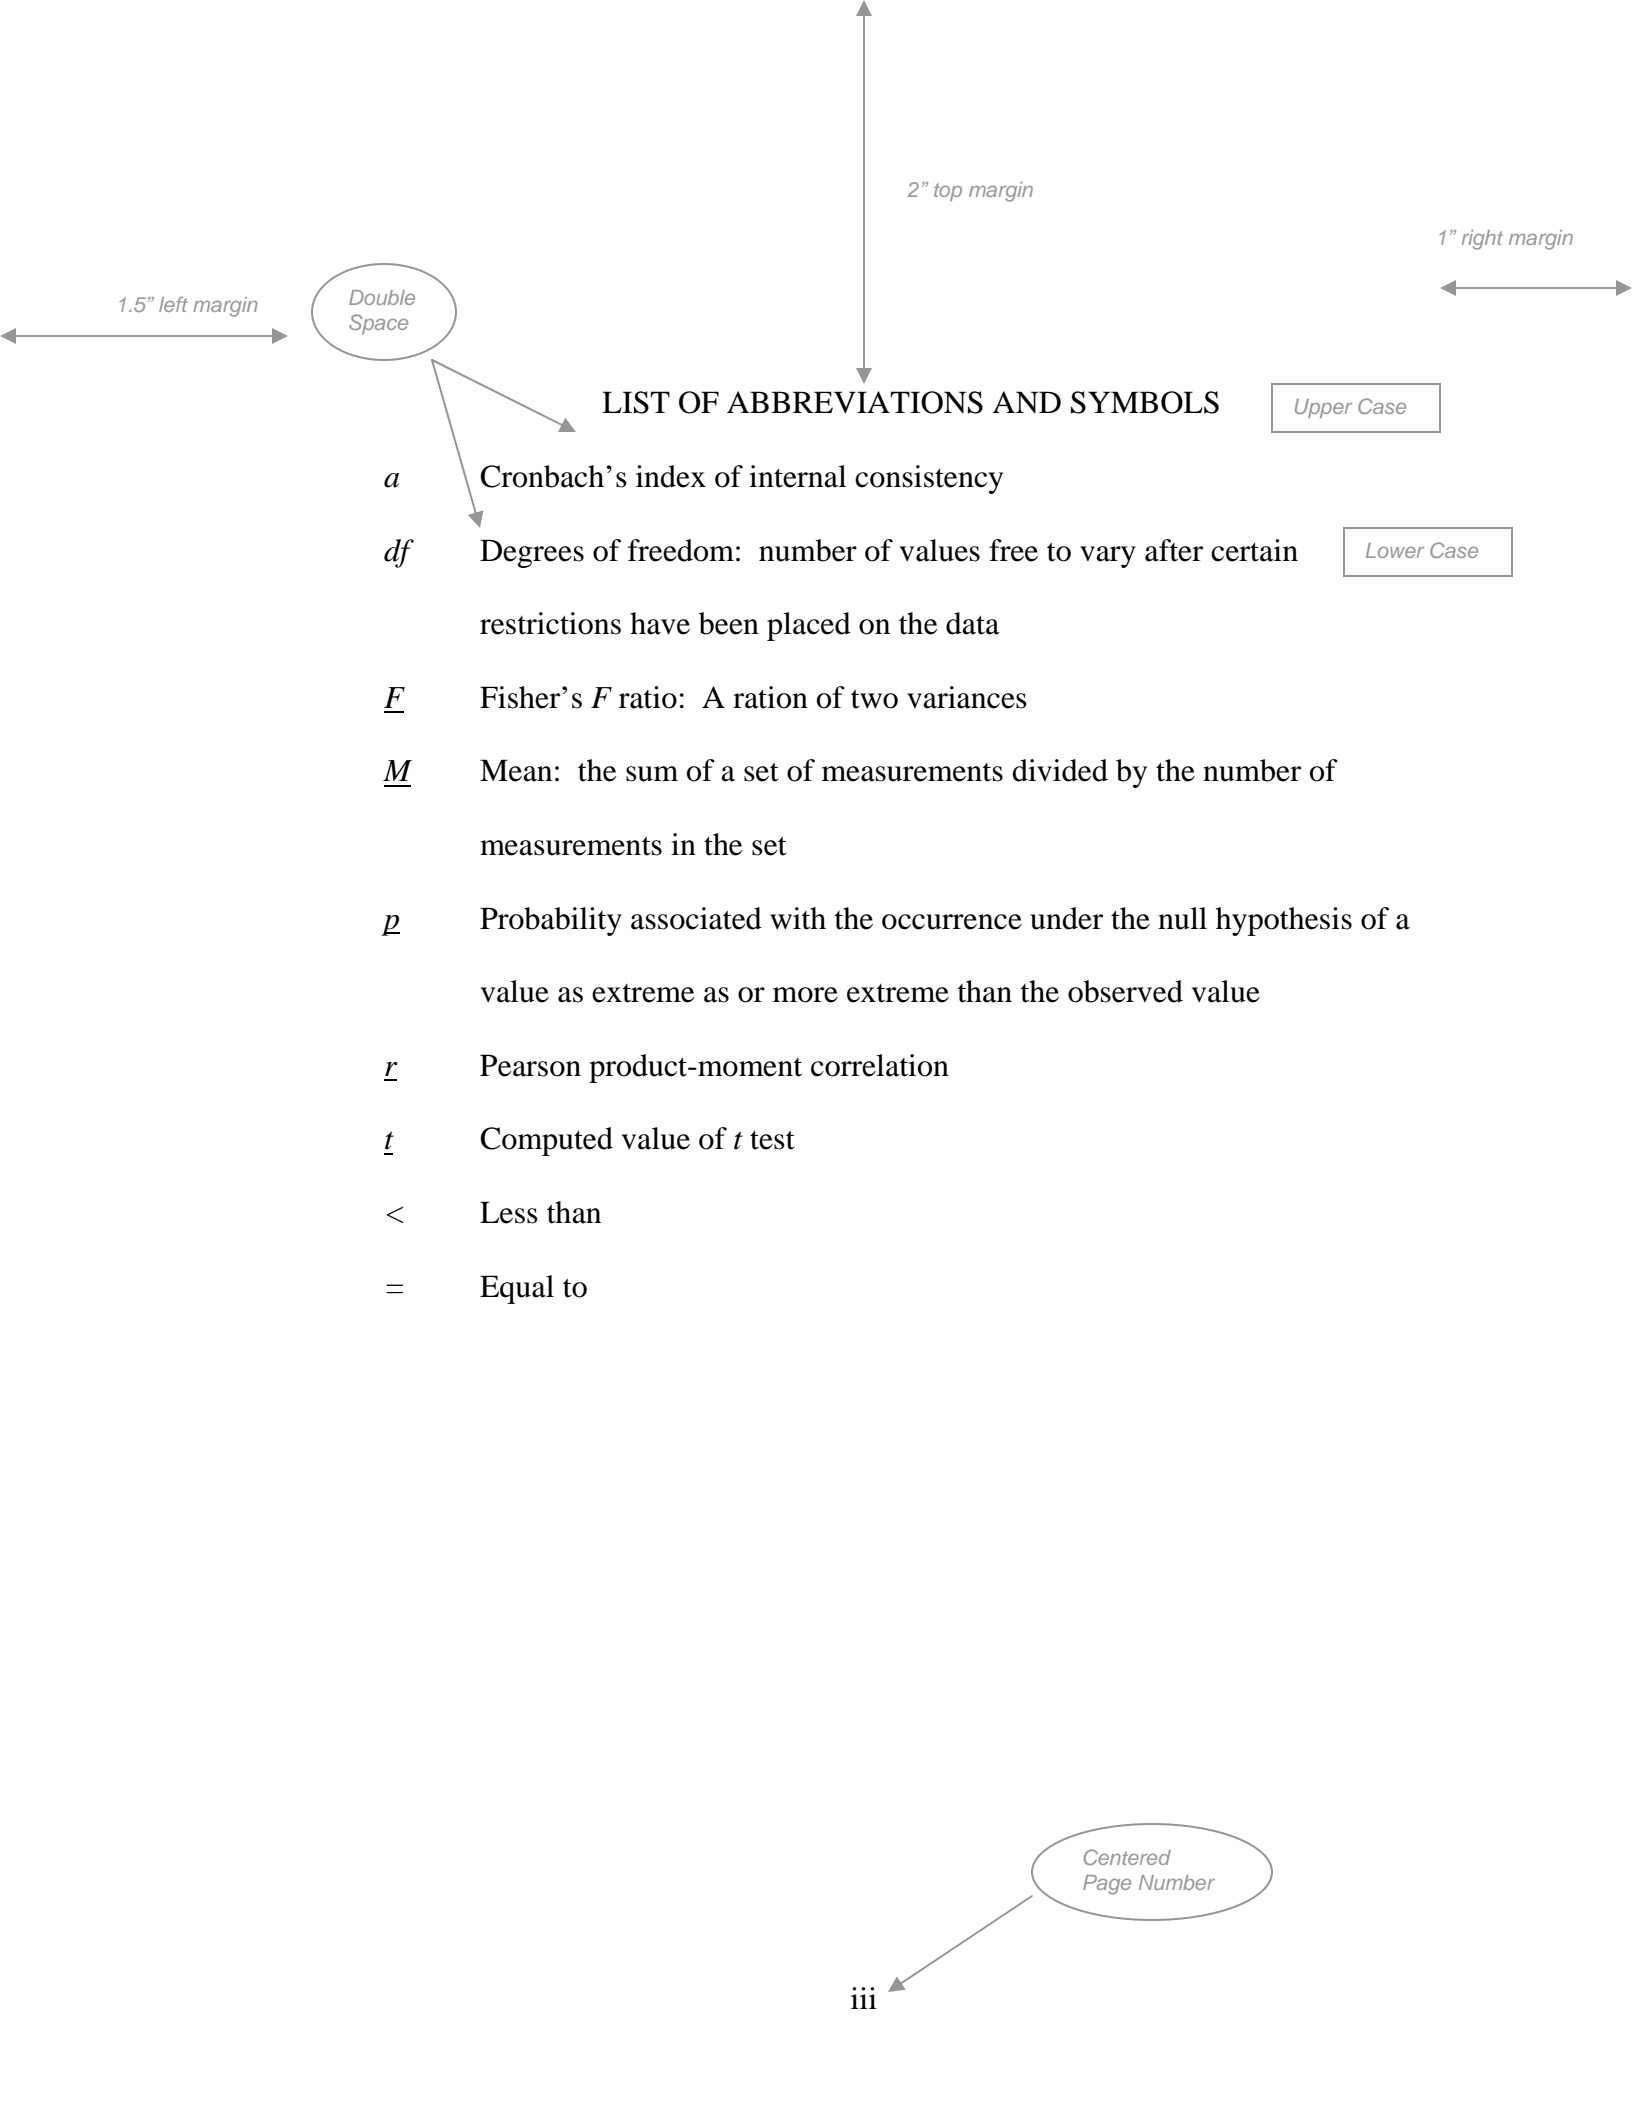 2” top margin
1” right margin
1.5” left margin
Double
Space
LIST OF ABBREVIATIONS AND SYMBOLS
Upper Case
a Cronbach’s index of internal consistency
df Degrees of freedom:  number of values free to vary after certain
Lower Case
restrictions have been placed on the data
F Fisher’s F ratio:  A ration of two variances
M Mean:  the sum of a set of measurements divided by the number of
measurements in the set
p Probability associated with the occurrence under the null hypothesis of a
value as extreme as or more extreme than the observed value
r Pearson product-moment correlation
t Computed value of t test
< Less than
= Equal to
Centered
Page Number
iii